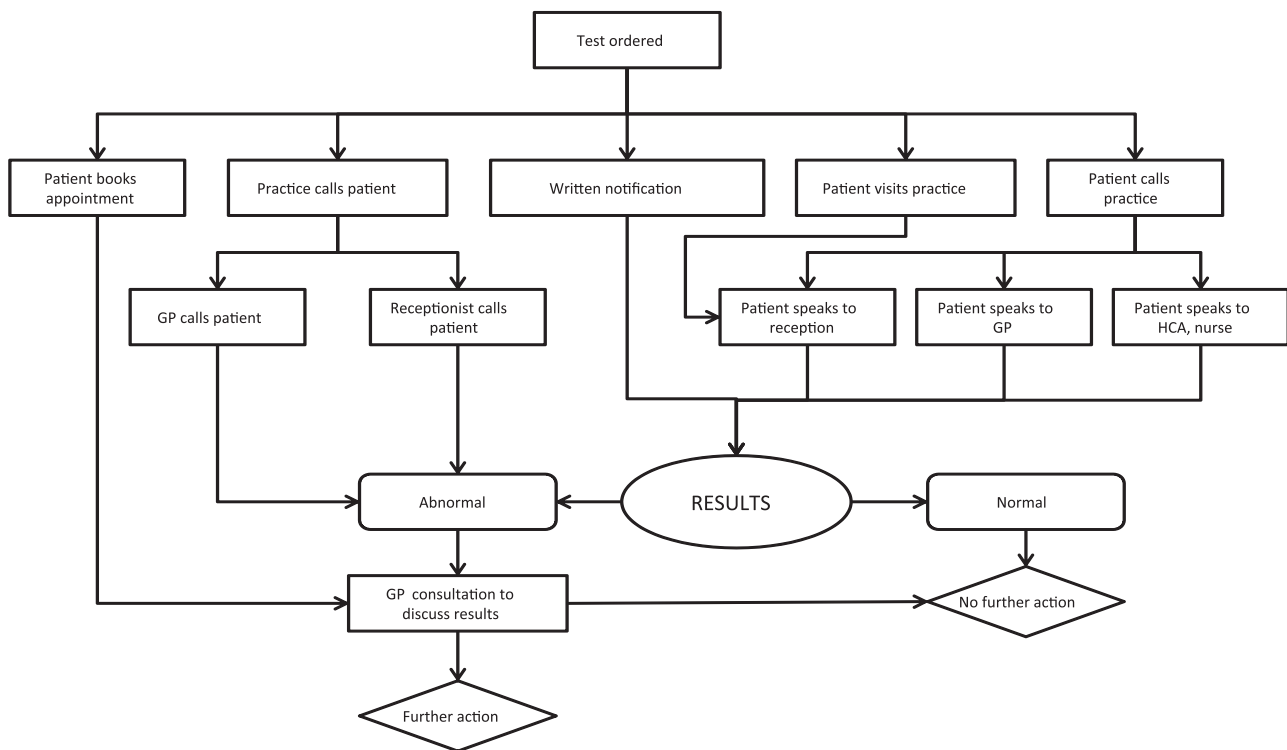 Test ordered
Patient books
appointment
Practice calls patient
Written notification
Patient visits practice
Patient calls
practice
GP calls patient
Receptionist calls
patient
Patient speaks to
reception
Patient speaks to
GP
Patient speaks to
HCA, nurse
Abnormal
RESULTS
Normal
GP consultation to
discuss results
No further action
Further action